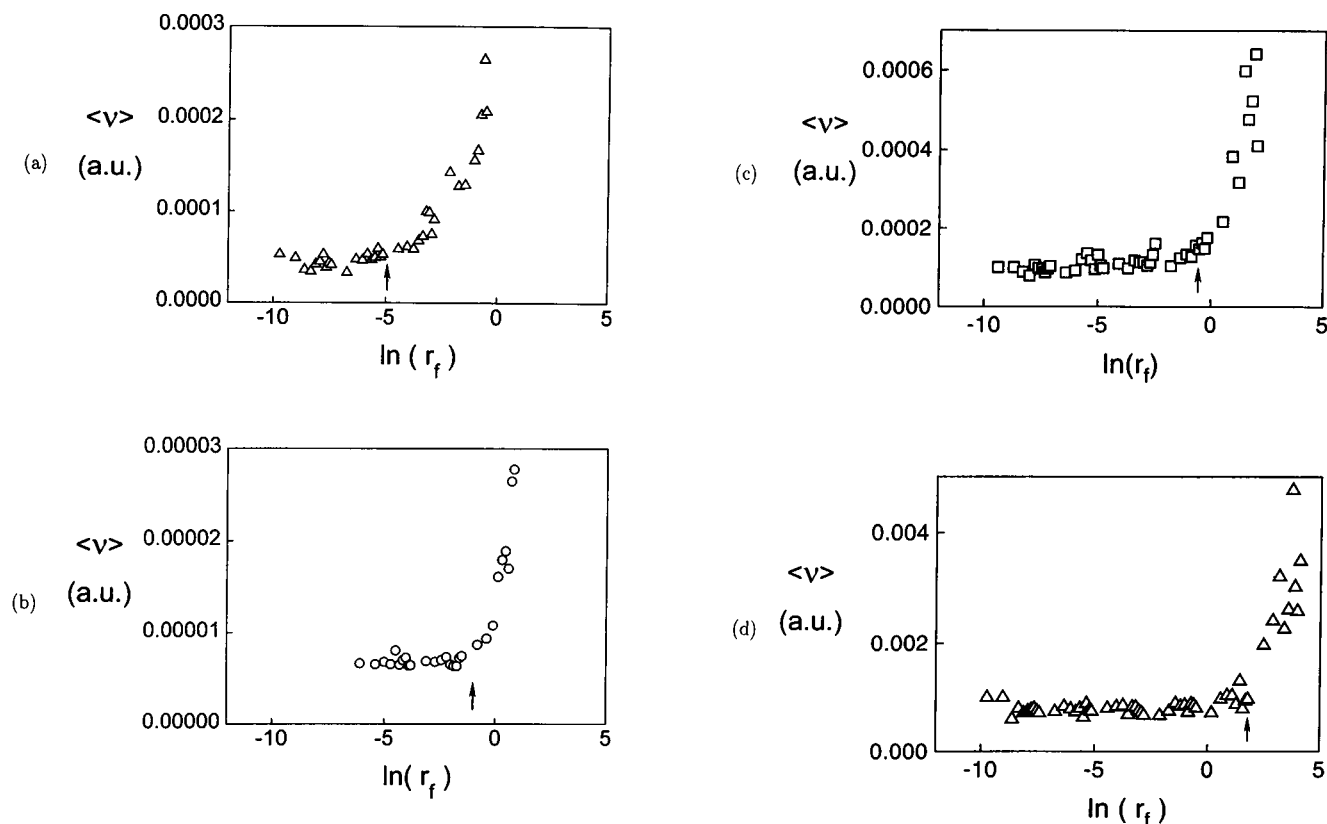 (a)
<ν>
(a.u.)
0.0003
0.0002
0.0001
0.0000
-10
-5
0
5
ln ( r_f )
(b)
<ν>
(a.u.)
0.00003
0.00002
0.00001
0.00000
-10
-5
0
5
ln( r_f )
(c)
<ν>
(a.u.)
0.0006
0.0004
0.0002
0.0000
-10
-5
0
5
ln(r_f)
(d)
<ν>
(a.u.)
0.004
0.002
0.000
-10
-5
0
5
ln ( r_f )